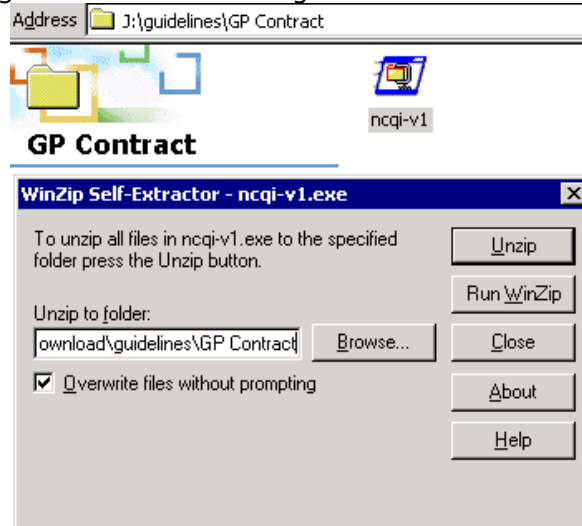 Address J:\guidelines\GP Contract
ncqi-v1
GP Contract
WinZip Self-Extractor - ncqi-v1.exe
To unzip all files in ncqi-v1.exe to the specified
folder press the Unzip button.
Unzip
Run WinZip
Unzip to folder:
ownload\guidelines\GP Contract Browse... Close
Overwrite files without prompting
About
Help